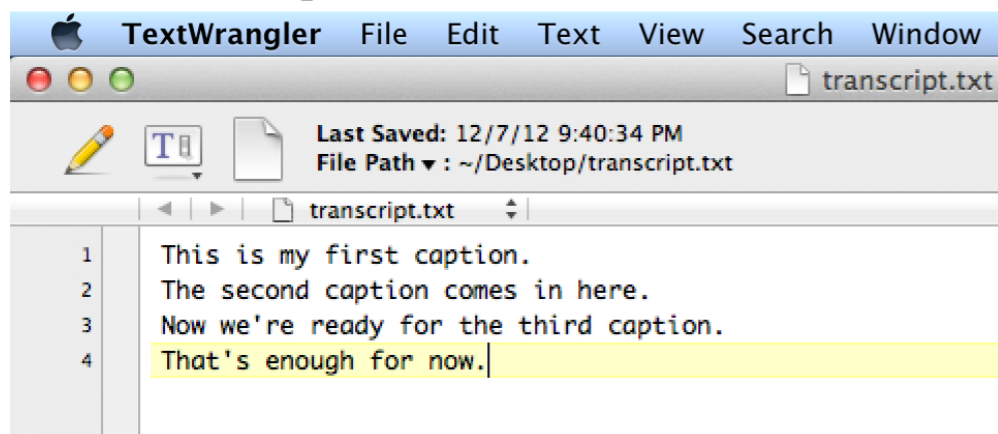 TextWrangler File Edit Text View Search Window
transcript.txt
T
Last Saved: 12/7/12 9:40:34 PM
File Path ▾ : ~/Desktop/transcript.txt
transcript.txt
1 This is my first caption.
2 The second caption comes in here.
3 Now we're ready for the third caption.
4 That's enough for now.